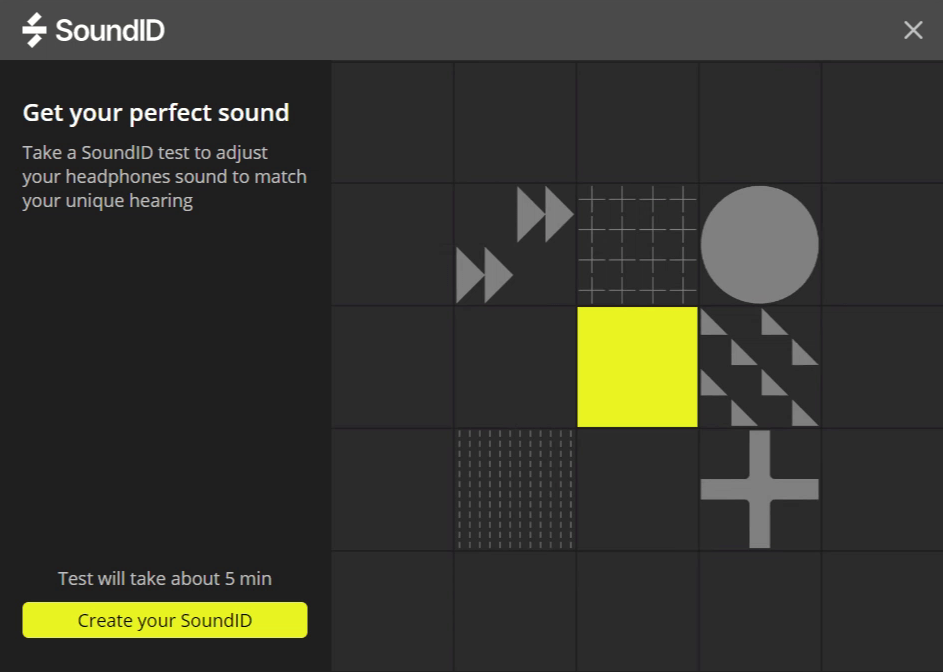 SoundID
Get your perfect sound
Take a SoundID test to adjust
your headphones sound to match
your unique hearing
Test will take about 5 min
Create your SoundID